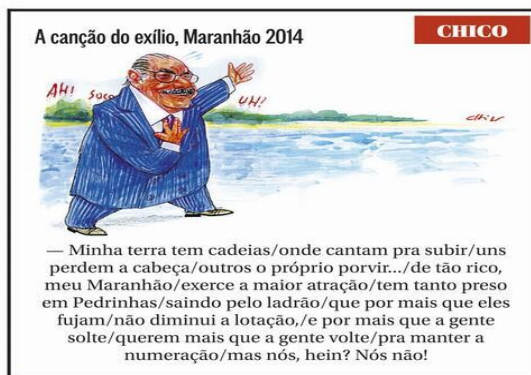 A canção do exílio, Maranhão 2014
CHICO
AH!
SOCO
UH!
Chico
— Minha terra tem cadeias/onde cantam pra subir/uns
perdem a cabeça/outros o próprio porvir.../de tão rico,
meu Maranhão/exerce a maior atração/tem tanto preso
em Pedrinhas/saindo pelo ladrão/que por mais que eles
fujam/não diminui a lotação,/e por mais que a gente
solte/querem mais que a gente volte/pra manter a
numeração/mas nós, hein? Nós não!